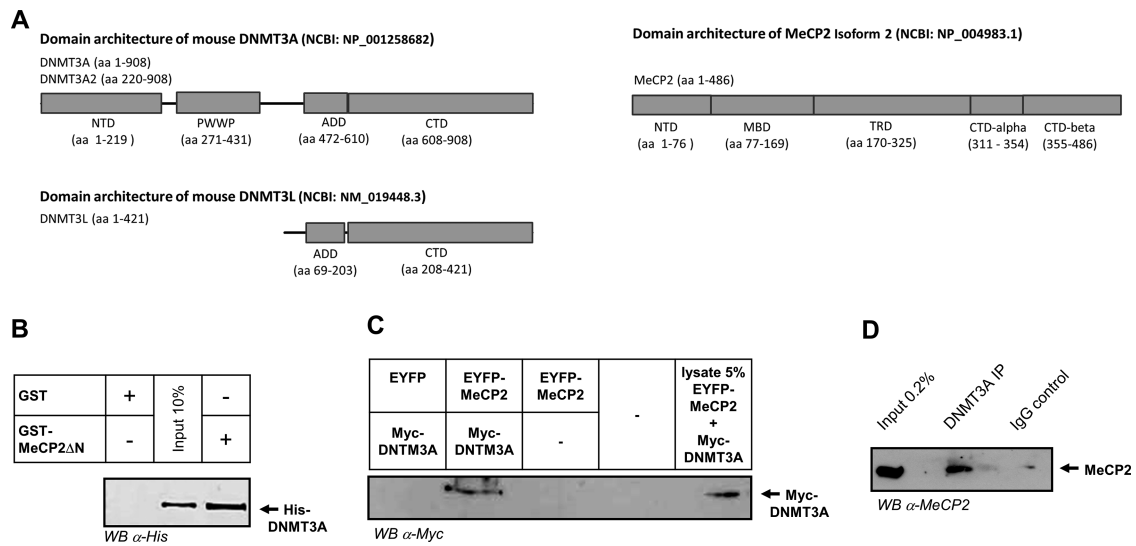 A
Domain architecture of mouse DNMT3A (NCBI: NP_001258682)
DNMT3A (aa 1-908)
DNMT3A2 (aa 220-908)
NTD
(aa 1-219 )
PWWP
(aa 271-431)
ADD
(aa 472-610)
CTD
(aa 608-908)
Domain architecture of MeCP2 Isoform 2 (NCBI: NP_004983.1)
MeCP2 (aa 1-486)
NTD
(aa 1-76)
MBD
(aa 77-169)
TRD
(aa 170-325)
CTD-alpha
(311 - 354)
CTD-beta
(355-486)
Domain architecture of mouse DNMT3L (NCBI: NM_019448.3)
DNMT3L (aa 1-421)
ADD
(aa 69-203)
CTD
(aa 208-421)
B
GST
+
Input 10%
-
GST-
MeCP2ΔN
-
+
His-
DNMT3A
WB α-His
C
EYFP
EYFP-
MeCP2
EYFP-
MeCP2
-
lysate 5%
EYFP-
MeCP2
+
Myc-
DNMT3A
Myc-
DNTM3A
Myc-
DNTM3A
-
Myc-
DNMT3A
WB α-Myc
D
Input 0.2%
DNMT3A IP
IgG control
MeCP2
WB α-MeCP2